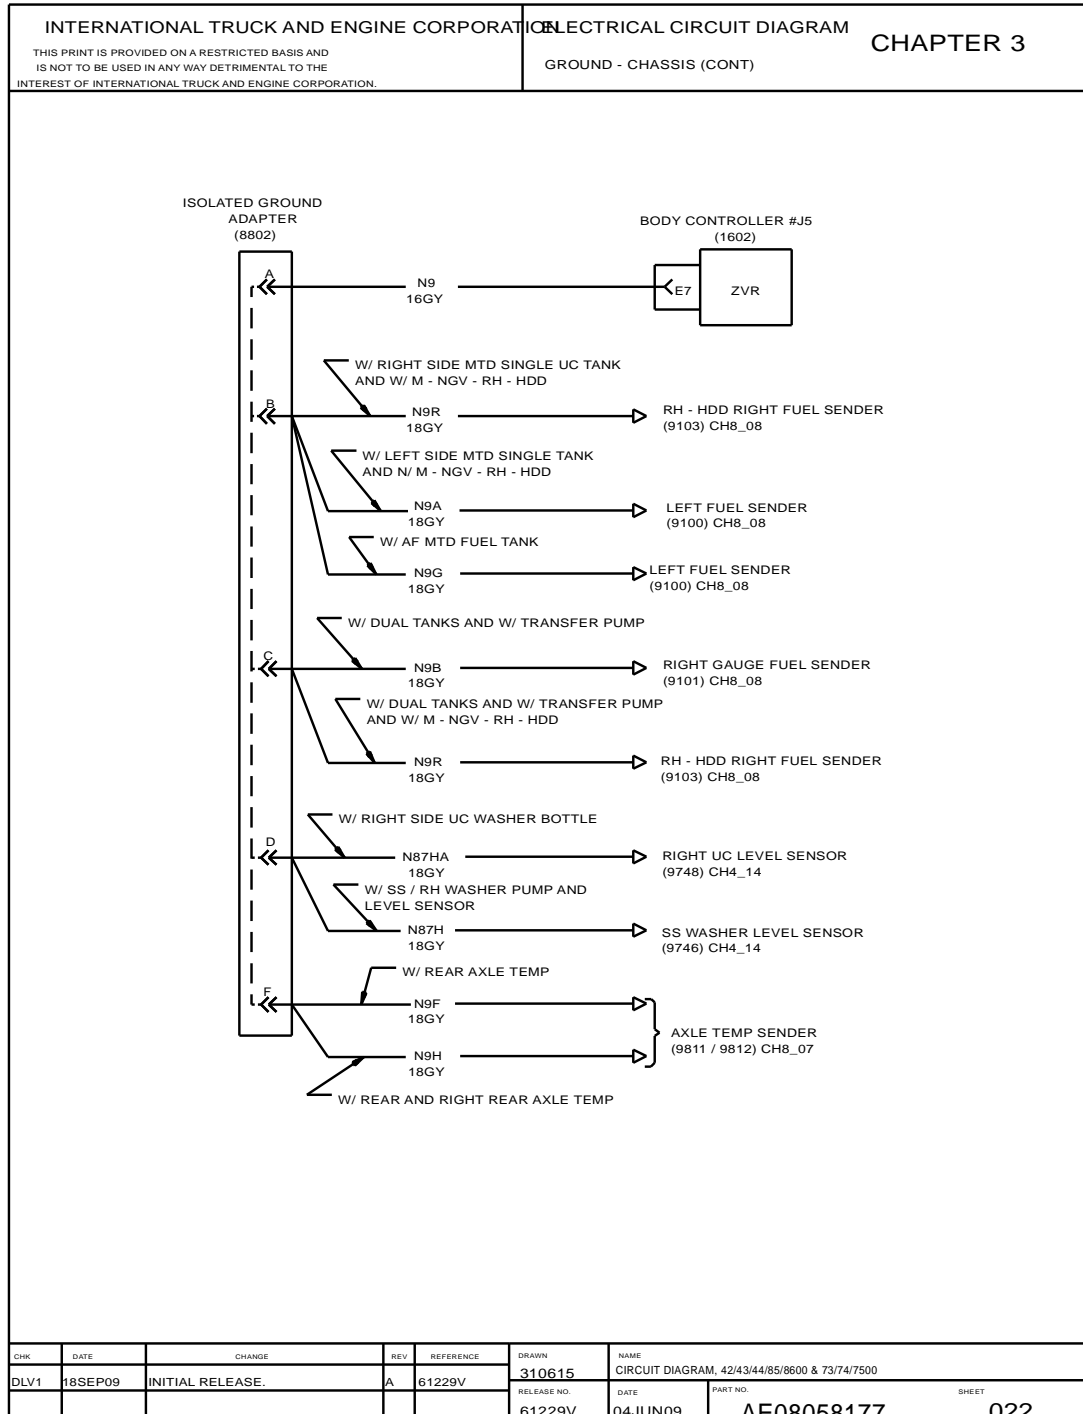 INTERNATIONAL TRUCK AND ENGINE CORPORATION
THIS PRINT IS PROVIDED ON A RESTRICTED BASIS AND
IS NOT TO BE USED IN ANY WAY DETRIMENTAL TO THE
INTEREST OF INTERNATIONAL TRUCK AND ENGINE CORPORATION.
ELECTRICAL CIRCUIT DIAGRAM
GROUND - CHASSIS (CONT)
CHAPTER 3
ISOLATED GROUND
ADAPTER
(8802)
BODY CONTROLLER #J5
(1602)
A
N9
16GY
E7
ZVR
W/ RIGHT SIDE MTD SINGLE UC TANK
AND W/ M - NGV - RH - HDD
B
N9R
18GY
RH - HDD RIGHT FUEL SENDER
(9103) CH8_08
W/ LEFT SIDE MTD SINGLE TANK
AND N/ M - NGV - RH - HDD
N9A
18GY
LEFT FUEL SENDER
(9100) CH8_08
W/ AF MTD FUEL TANK
N9G
18GY
LEFT FUEL SENDER
(9100) CH8_08
W/ DUAL TANKS AND W/ TRANSFER PUMP
C
N9B
18GY
RIGHT GAUGE FUEL SENDER
(9101) CH8_08
W/ DUAL TANKS AND W/ TRANSFER PUMP
AND W/ M - NGV - RH - HDD
N9R
18GY
RH - HDD RIGHT FUEL SENDER
(9103) CH8_08
W/ RIGHT SIDE UC WASHER BOTTLE
D
N87HA
18GY
RIGHT UC LEVEL SENSOR
(9748) CH4_14
W/ SS / RH WASHER PUMP AND
LEVEL SENSOR
N87H
18GY
SS WASHER LEVEL SENSOR
(9746) CH4_14
W/ REAR AXLE TEMP
F
N9F
18GY
AXLE TEMP SENDER
(9811 / 9812) CH8_07
N9H
18GY
W/ REAR AND RIGHT REAR AXLE TEMP
CHK DATE CHANGE REV REFERENCE
DLV1 18SEP09 INITIAL RELEASE. A 61229V
DRAWN
310615
NAME
CIRCUIT DIAGRAM, 42/43/44/85/8600 & 73/74/7500
RELEASE NO.
61229V
DATE
04JUN09
PART NO.
AE08058177
SHEET
022